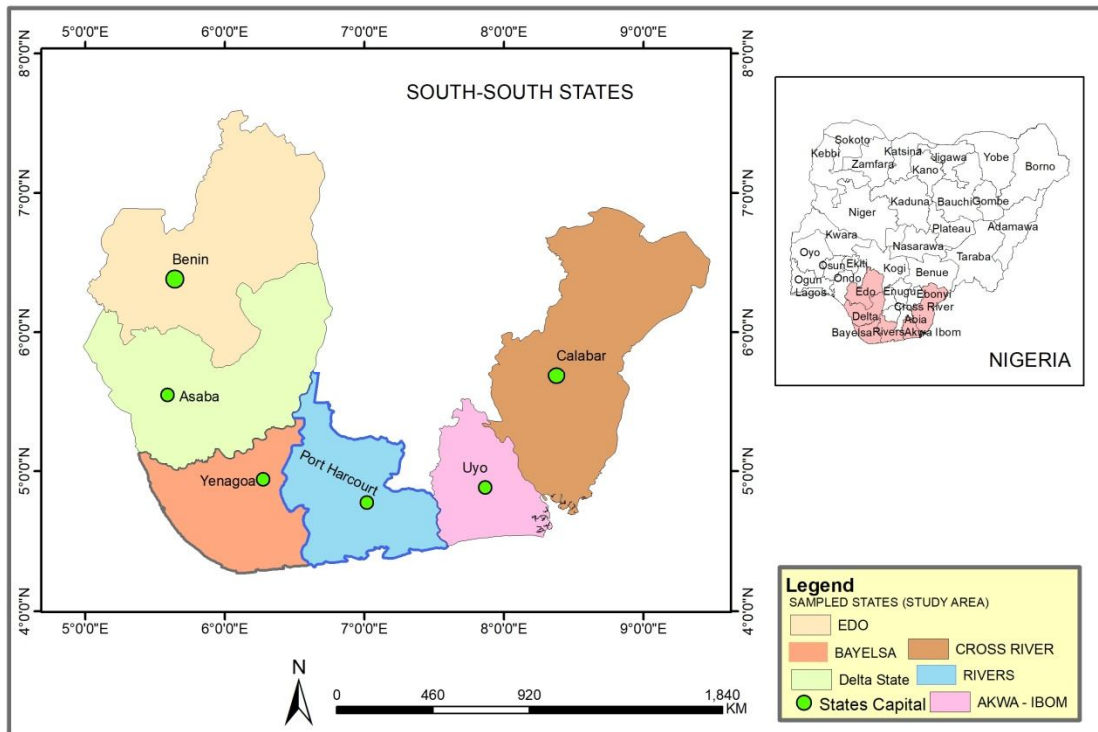 5°0'0"E 6°0'0"E 7°0'0"E 8°0'0"E 9°0'0"E
8°0'0"N
7°0'0"N
6°0'0"N
5°0'0"N
4°0'0"N
SOUTH-SOUTH STATES
Benin
Asaba
Calabar
Yenagoa
Port Harcourt
Uyo
8°0'0"N
7°0'0"N
6°0'0"N
5°0'0"N
4°0'0"N
5°0'0"E 6°0'0"E 7°0'0"E 8°0'0"E 9°0'0"E
N
0 460 920 1,840
KM
Sokoto
Kebbi
Zamfara
Katsina
Kano
Jigawa
Yobe
Borno
Niger
Kaduna
Bauchi
Gombe
Kwara
Plateau
Adamawa
Nasarawa
Taraba
Oyo
Osun
Ekiti
Kogi
Benue
Ogun
Ondo
Lagos
Edo
Enugu
Ebonyi
Cross River
Delta
Abia
Bayelsa
Rivers
Akwa Ibom
NIGERIA
Legend
SAMPLED STATES (STUDY AREA)
EDO
BAYELSA CROSS RIVER
Delta State RIVERS
States Capital AKWA - IBOM